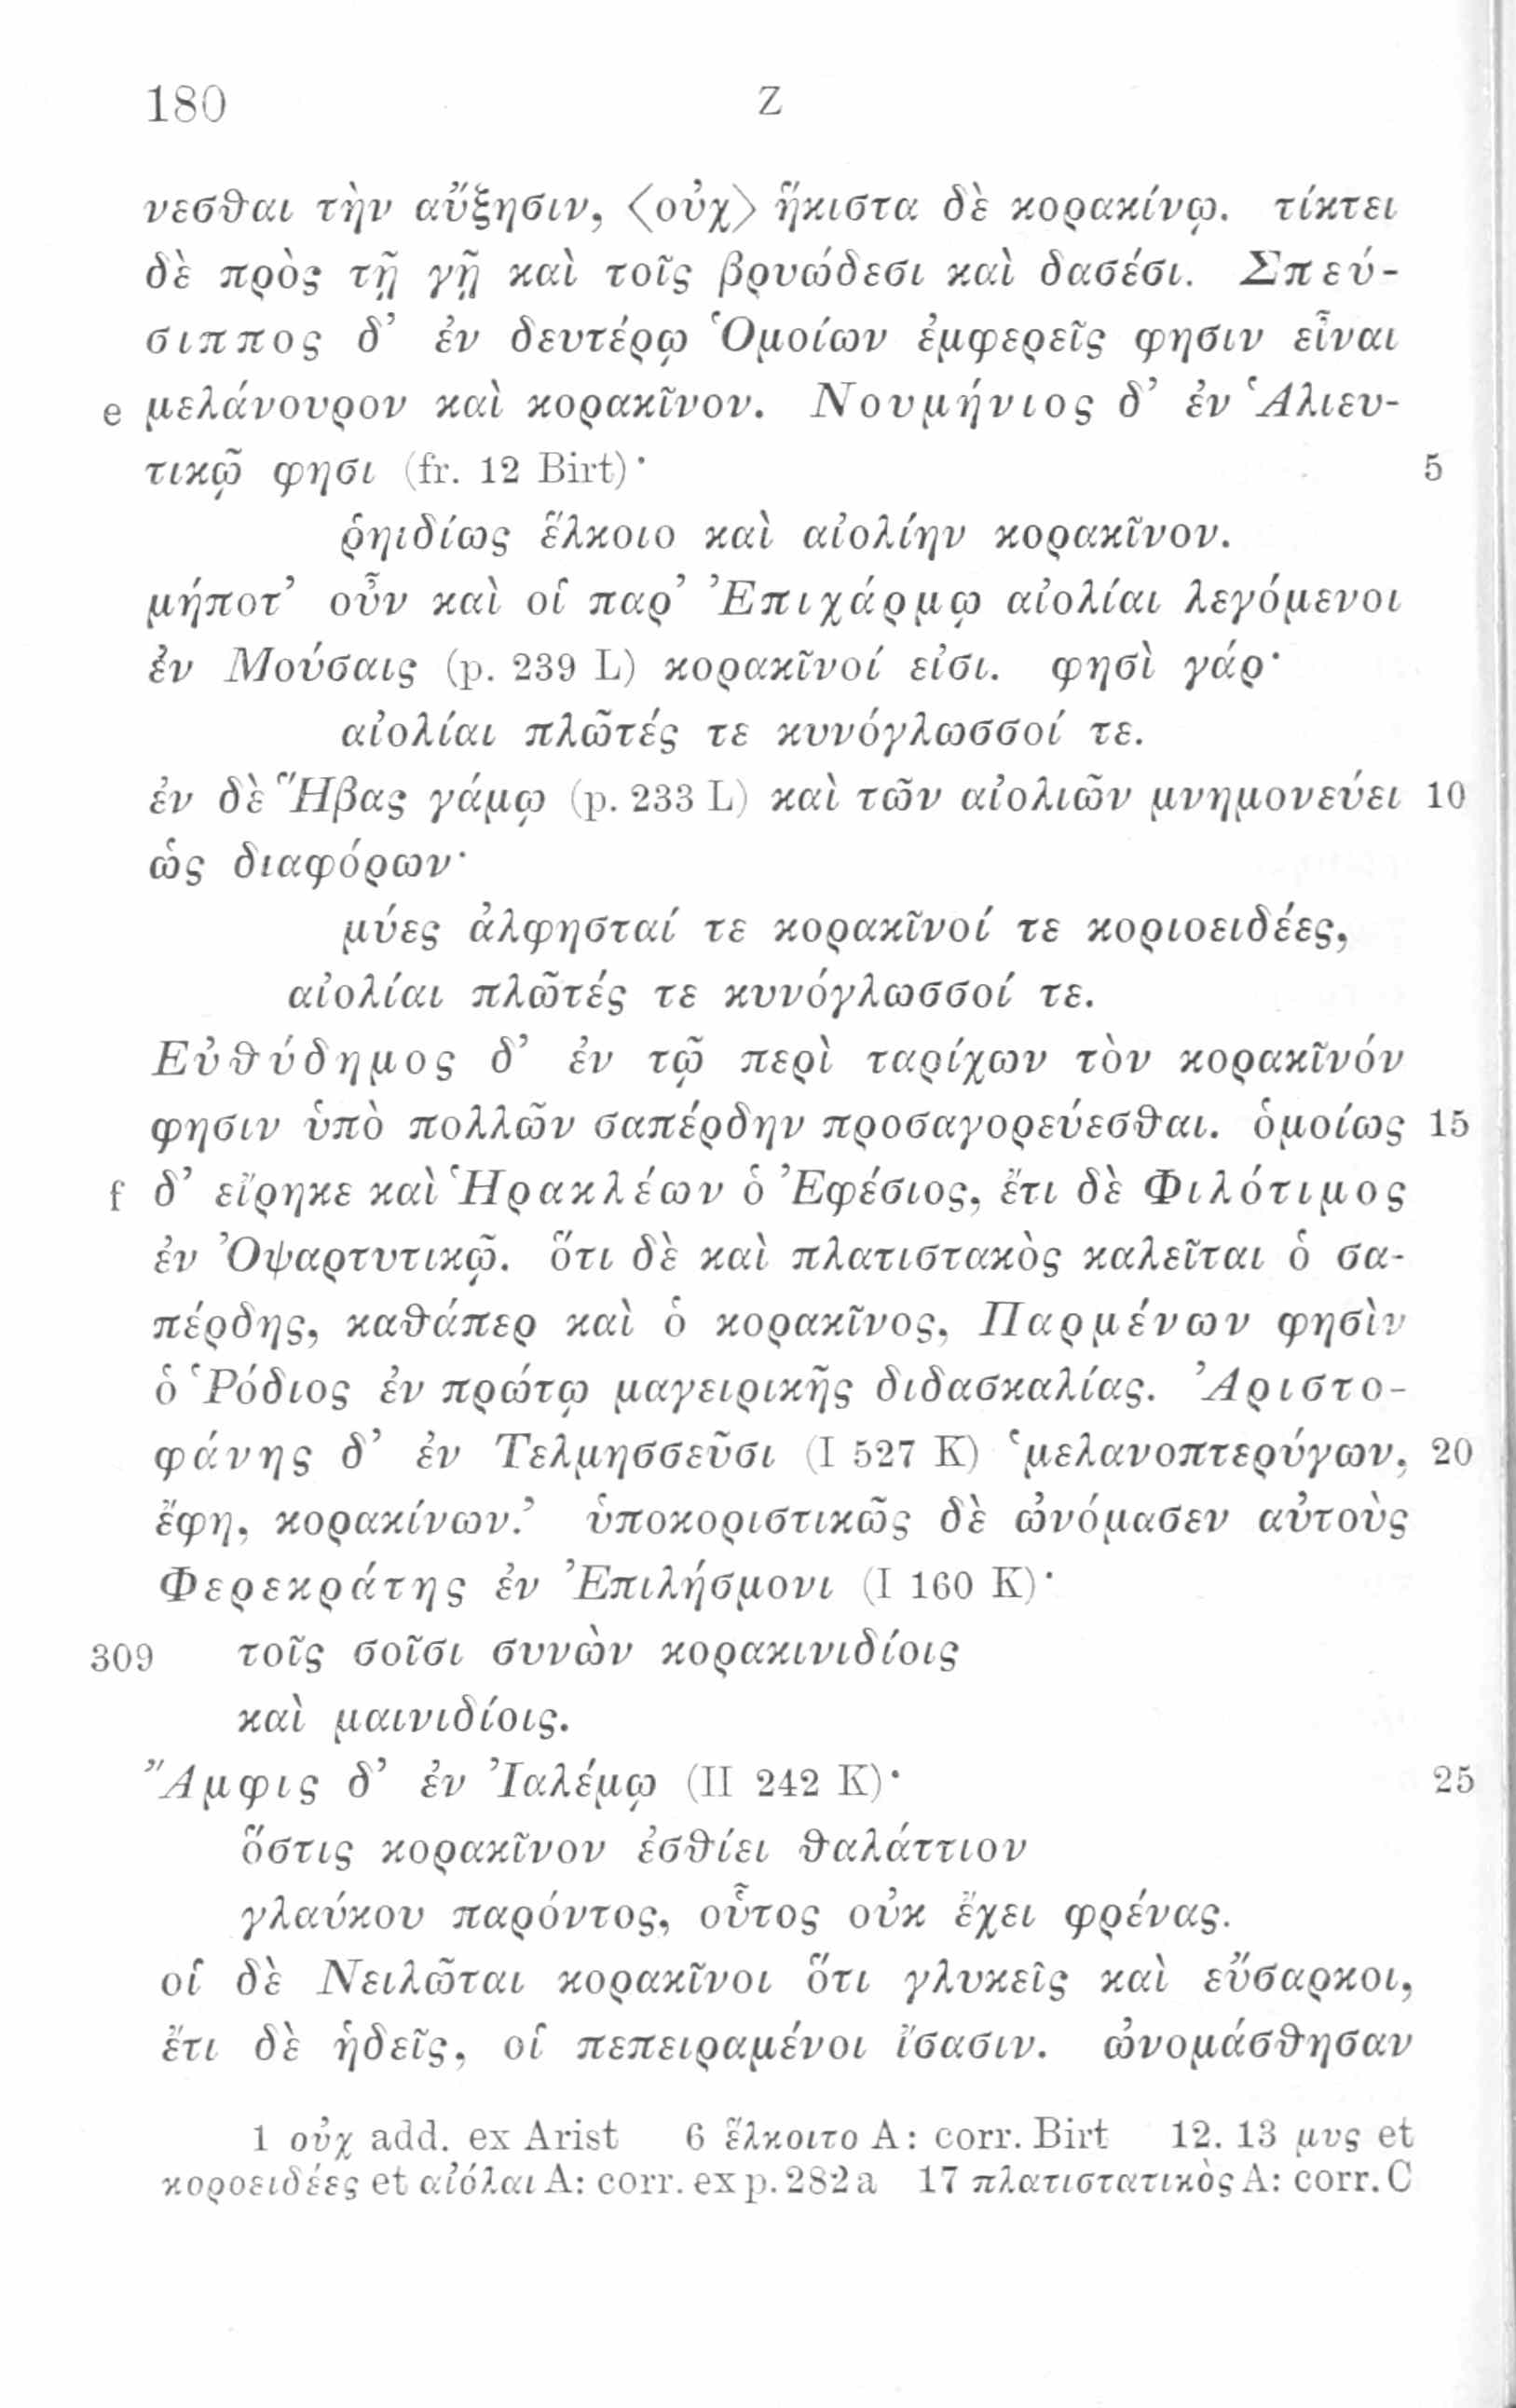 180 Z
νεσθαι τὴν αὔξησιν, ⟨οὐχ⟩ ἥκιστα δὲ κορακίνῳ. τίκτει
δὲ πρὸς τῇ γῇ καὶ τοῖς βρυώδεσι καὶ δασέσι. Σπεύ-
σιππος δ’ ἐν δευτέρῳ Ὁμοίων ἐμφερεῖς φησιν εἶναι
e μελάνουρον καὶ κορακῖνον. Νουμήνιος δ’ ἐν Ἁλιευ-
τικῷ φησι (fr. 12 Birt)· 5
ῥηιδίως ἕλκοιο καὶ αἰολίην κορακῖνον.
μήποτ’ οὖν καὶ οἱ παρ’ Ἐπιχάρμῳ αἰολίαι λεγόμενοι
ἐν Μούσαις (p. 239 L) κορακῖνοί εἰσι. φησὶ γάρ·
αἰολίαι πλῶτές τε κυνόγλωσσοί τε.
ἐν δὲ Ἥβας γάμῳ (p. 233 L) καὶ τῶν αἰολιῶν μνημονεύει 10
ὡς διαφόρων·
μύες ἀλφησταί τε κορακῖνοί τε κοριοειδέες,
αἰολίαι πλῶτές τε κυνόγλωσσοί τε.
Εὐθύδημος δ’ ἐν τῷ περὶ ταρίχων τὸν κορακῖνόν
φησιν ὑπὸ πολλῶν σαπέρδην προσαγορεύεσθαι. ὁμοίως 15
f δ’ εἴρηκε καὶ Ἡρακλέων ὁ Ἐφέσιος, ἔτι δὲ Φιλότιμος
ἐν Ὀψαρτυτικῷ. ὅτι δὲ καὶ πλατιστακὸς καλεῖται ὁ σα-
πέρδης, καθάπερ καὶ ὁ κορακῖνος, Παρμένων φησὶν
ὁ Ῥόδιος ἐν πρώτῳ μαγειρικῆς διδασκαλίας. Ἀριστο-
φάνης δ’ ἐν Τελμησσεῦσι (I 527 K) ‘μελανοπτερύγων, 20
ἔφη, κορακίνων.’ ὑποκοριστικῶς δὲ ὠνόμασεν αὐτοὺς
Φερεκράτης ἐν Ἐπιλήσμονι (I 160 K)·
309 τοῖς σοῖσι συνὼν κορακινιδίοις
καὶ μαινιδίοις.
Ἄμφις δ’ ἐν Ἰαλέμῳ (II 242 K)· 25
ὅστις κορακῖνον ἐσθίει θαλάττιον
γλαύκου παρόντος, οὗτος οὐκ ἔχει φρένας.
οἱ δὲ Νειλῶται κορακῖνοι ὅτι γλυκεῖς καὶ εὔσαρκοι,
ἔτι δὲ ἡδεῖς, οἱ πεπειραμένοι ἴσασιν. ὠνομάσθησαν
1 οὐχ add. ex Arist 6 ἕλκοιτο A: corr. Birt 12. 13 μυς et
κοροειδέες et αἰόλαι A: corr. ex p. 282a 17 πλατιστατικὸς A: corr. C